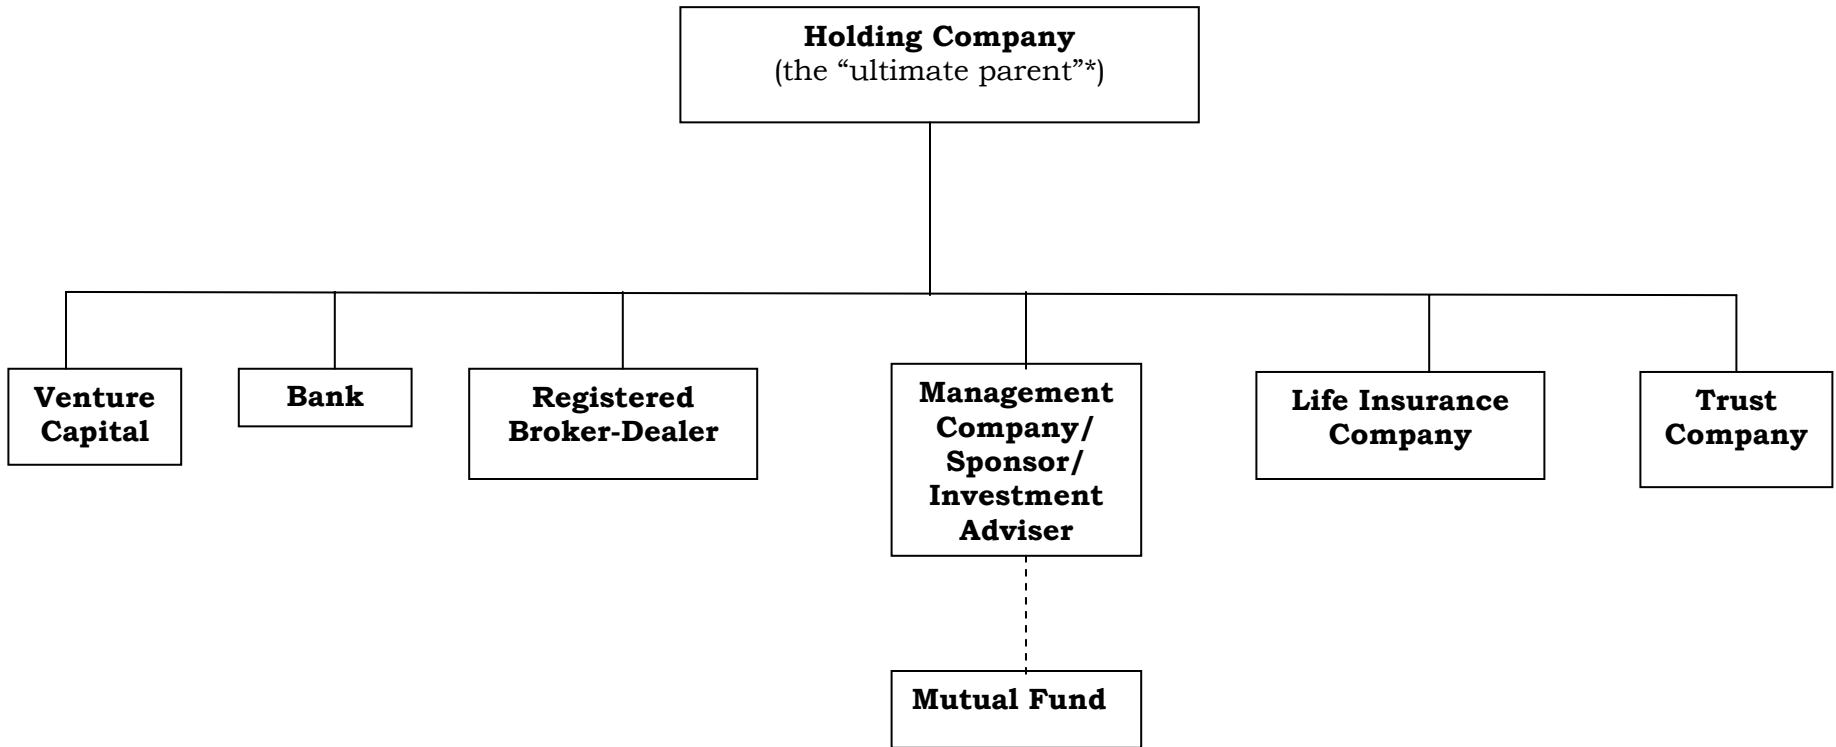 Holding Company
(the “ultimate parent”*)
Venture
Capital
Bank
Registered
Broker-Dealer
Management
Company/
Sponsor/
Investment
Adviser
Life Insurance
Company
Trust
Company
Mutual Fund